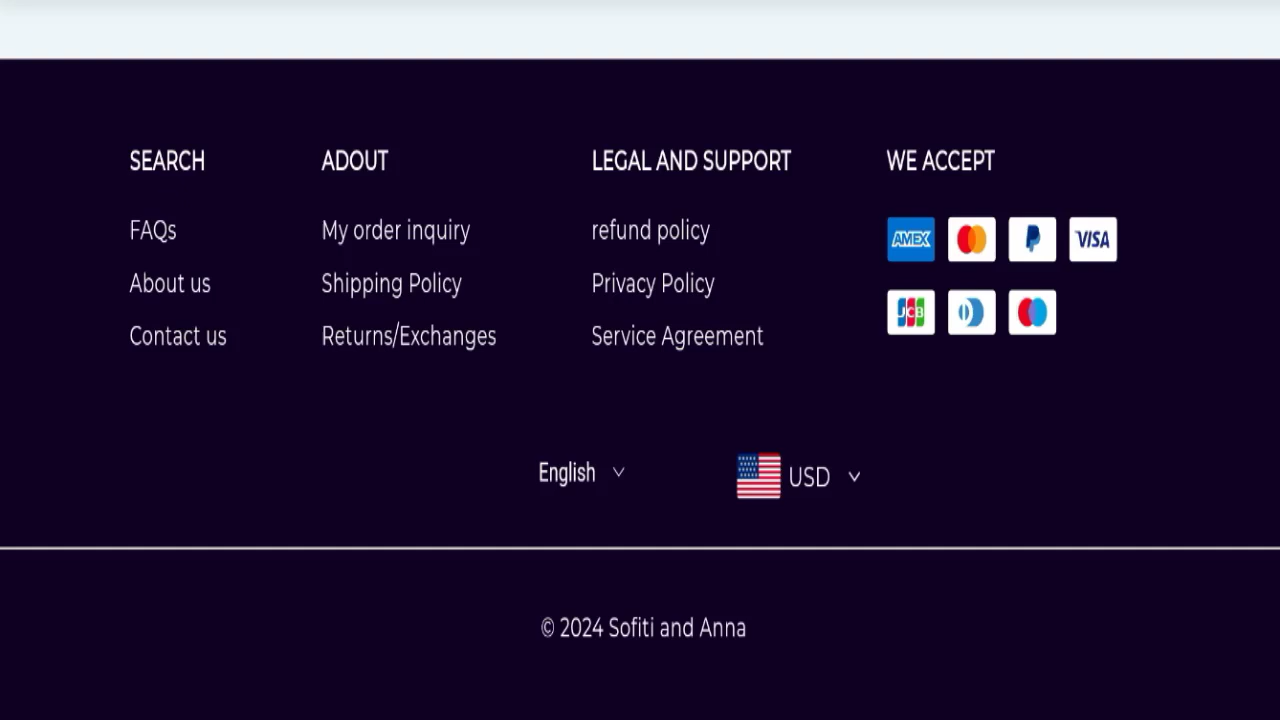 SEARCH
FAQs
About us
Contact us
ADOUT
My order inquiry
Shipping Policy
Returns/Exchanges
LEGAL AND SUPPORT
refund policy
Privacy Policy
Service Agreement
WE ACCEPT
AMEX VISA
JCB
English USD
© 2024 Sofiti and Anna